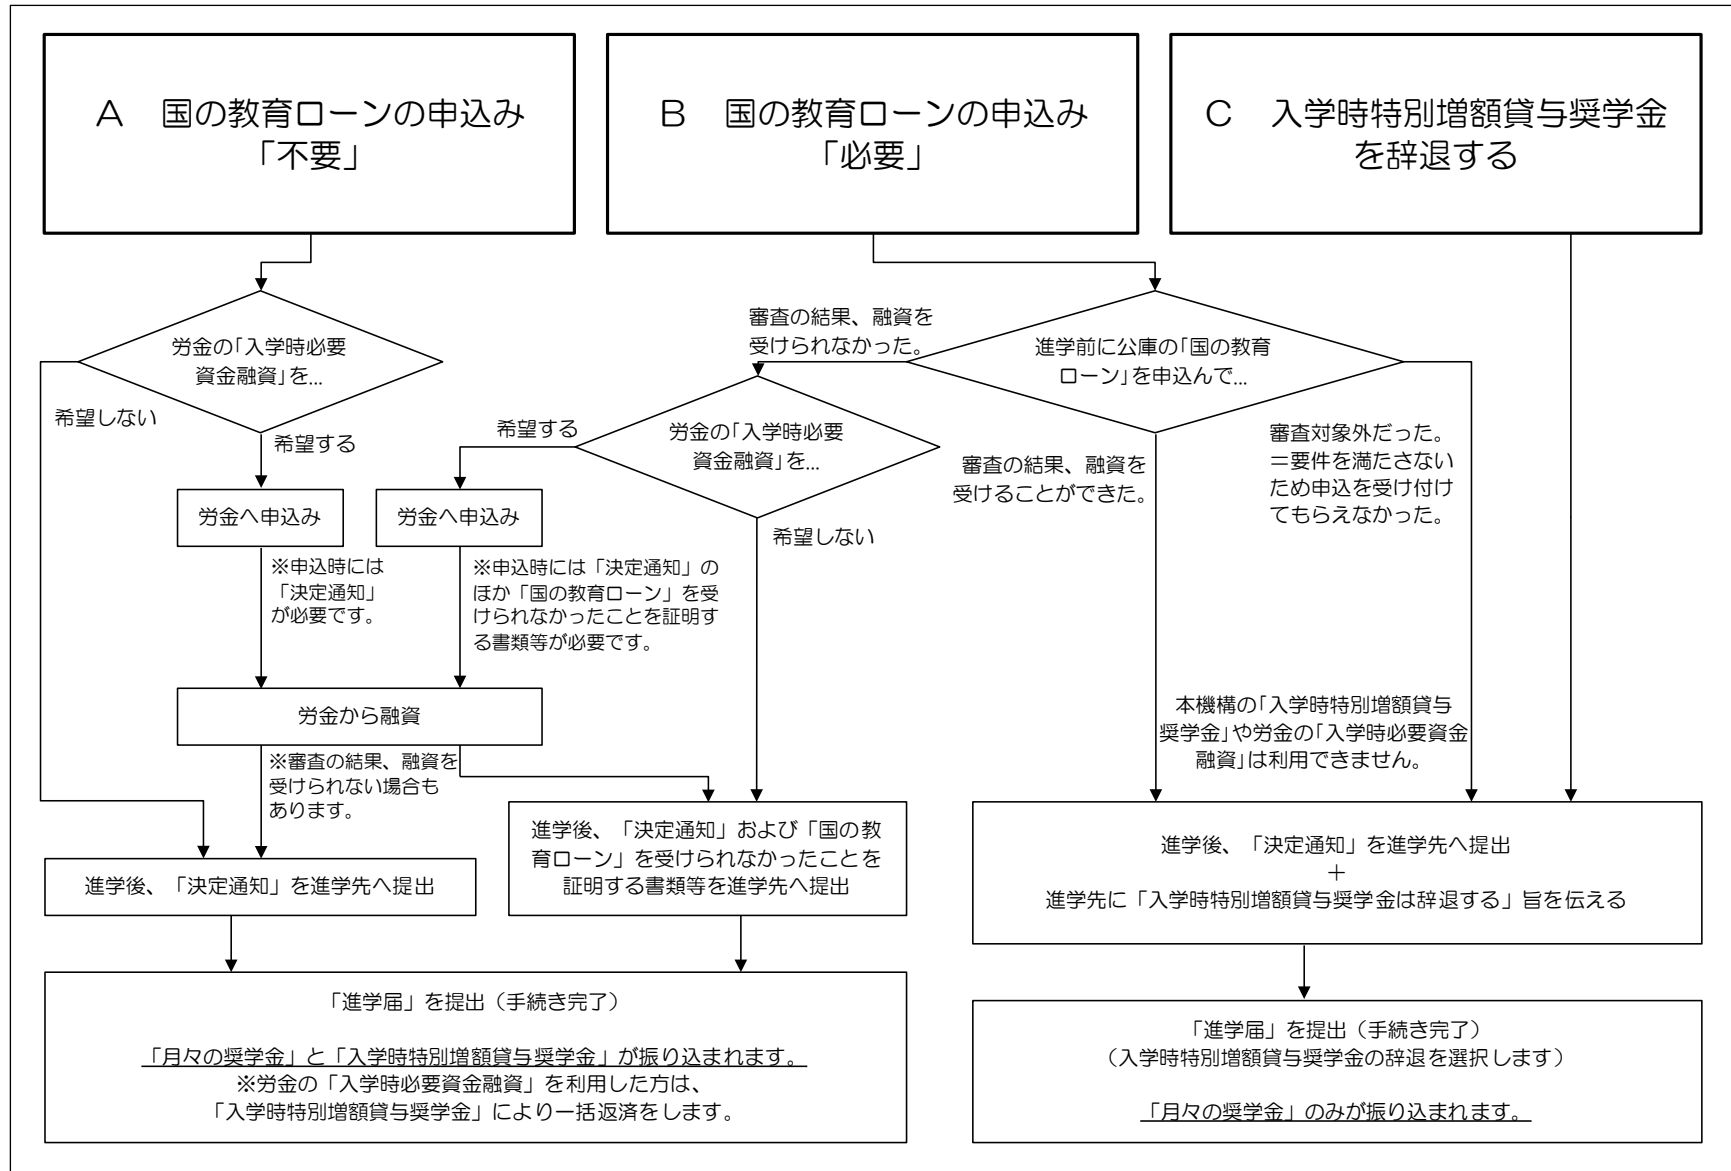 A　国の教育ローンの申込み
「不要」
B　国の教育ローンの申込み
「必要」
C　入学時特別増額貸与奨学金
を辞退する
労金の「入学時必要
資金融資」を...
希望しない
希望する
労金へ申込み
※申込時には
「決定通知」
が必要です。
審査の結果、融資を
受けられなかった。
進学前に公庫の「国の教育
ローン」を申込んで...
労金の「入学時必要
資金融資」を...
希望する
希望しない
労金へ申込み
※申込時には「決定通知」の
ほか「国の教育ローン」を受
けられなかったことを証明す
る書類等が必要です。
審査の結果、融資を
受けることができた。
審査対象外だった。
＝要件を満たさない
ため申込を受け付け
てもらえなかった。
労金から融資
※審査の結果、融資を
受けられない場合も
あります。
本機構の「入学時特別増額貸与
奨学金」や労金の「入学時必要資金
融資」は利用できません。
進学後、「決定通知」を進学先へ提出
進学後、「決定通知」および「国の教
育ローン」を受けられなかったことを
証明する書類等を進学先へ提出
進学後、「決定通知」を進学先へ提出
＋
進学先に「入学時特別増額貸与奨学金は辞退する」旨を伝える
「進学届」を提出（手続き完了）
「月々の奨学金」と「入学時特別増額貸与奨学金」が振り込まれます。
※労金の「入学時必要資金融資」を利用した方は、
「入学時特別増額貸与奨学金」により一括返済をします。
「進学届」を提出（手続き完了）
（入学時特別増額貸与奨学金の辞退を選択します）
「月々の奨学金」のみが振り込まれます。